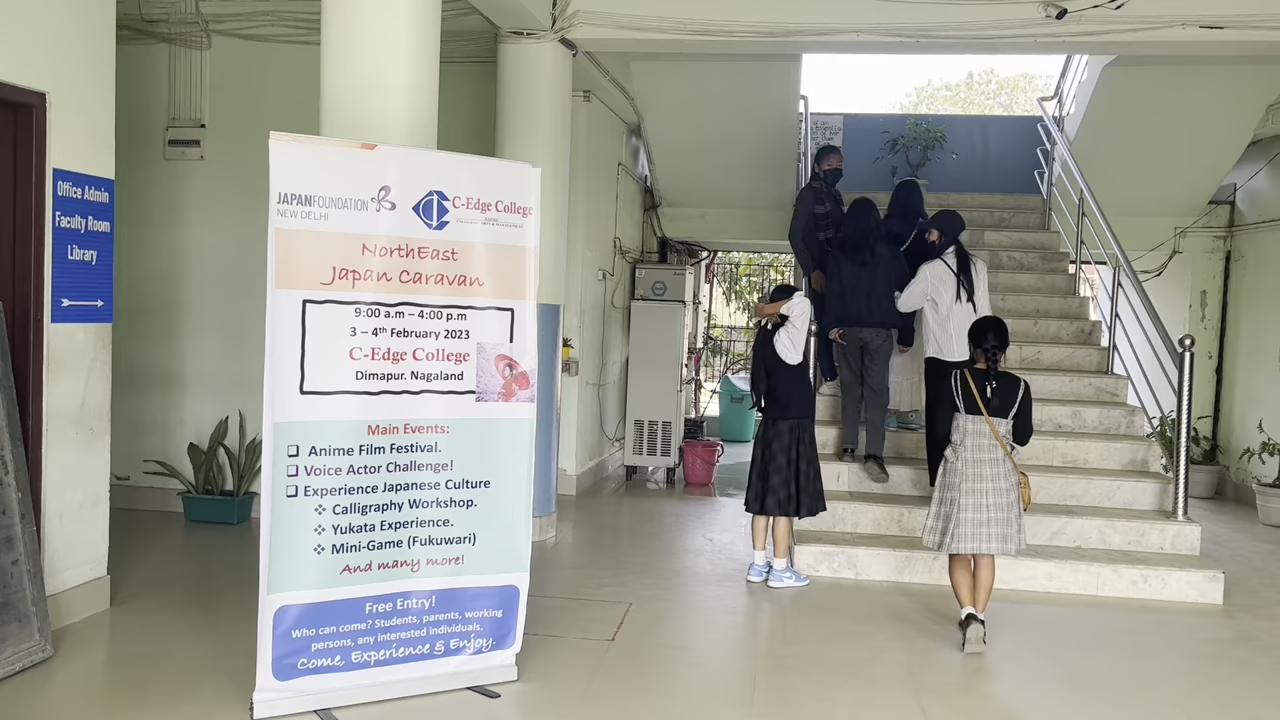 Office Admin
Faculty Room
Library
JAPANFOUNDATION
NEW DELHI
C-Edge College
NorthEast
Japan Caravan
9:00 a.m – 4:00 p.m
3 – 4th February 2023
C-Edge College
Dimapur. Nagaland
Main Events:
Anime Film Festival.
Voice Actor Challenge!
Experience Japanese Culture
Calligraphy Workshop.
Yukata Experience.
Mini-Game (Fukuwari)
And many more!
Free Entry!
Who can come? Students, parents, working
persons, any interested individuals.
Come, Experience & Enjoy.